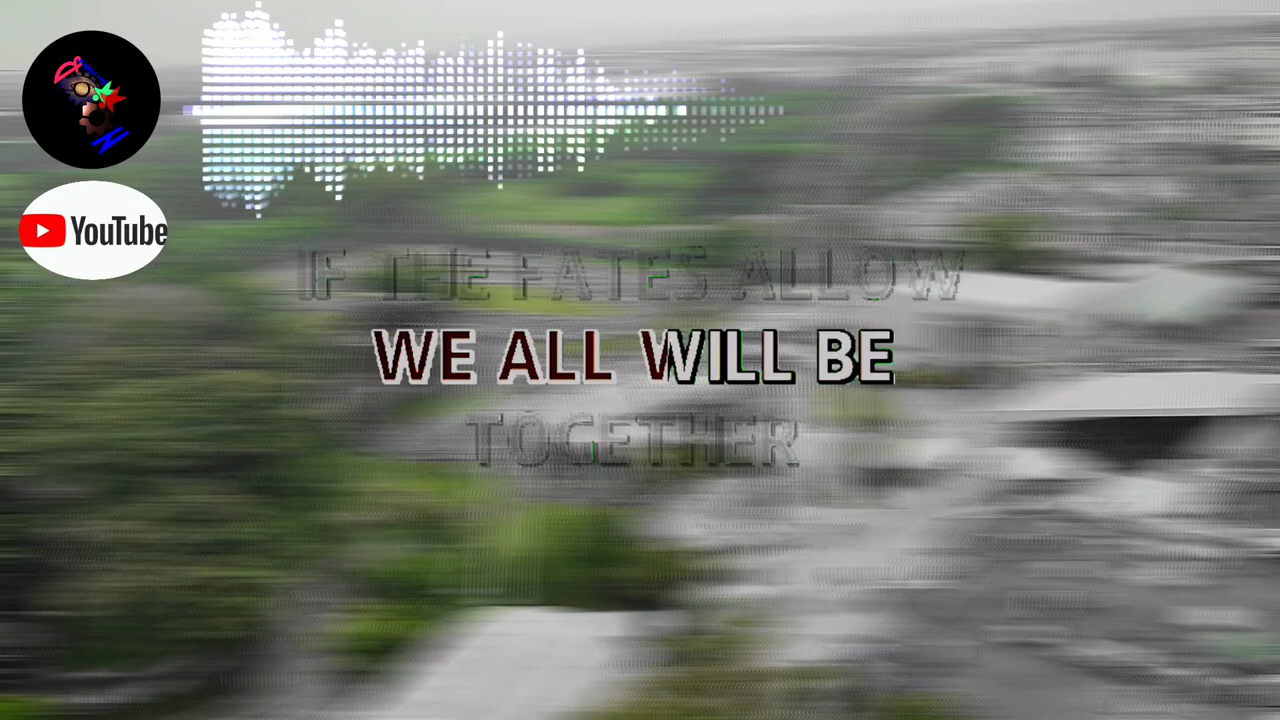 YouTube
IF THE FATES ALLOW
WE ALL WILL BE
TOGETHER